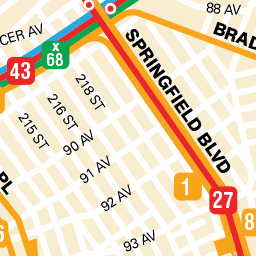 88 AV
CER AV
BRAD
SPRINGFIELD BLVD
X
68
43
218 ST
216 ST
215 ST
90 AV
91 AV
92 AV
93 AV
PL
1
27
8
6